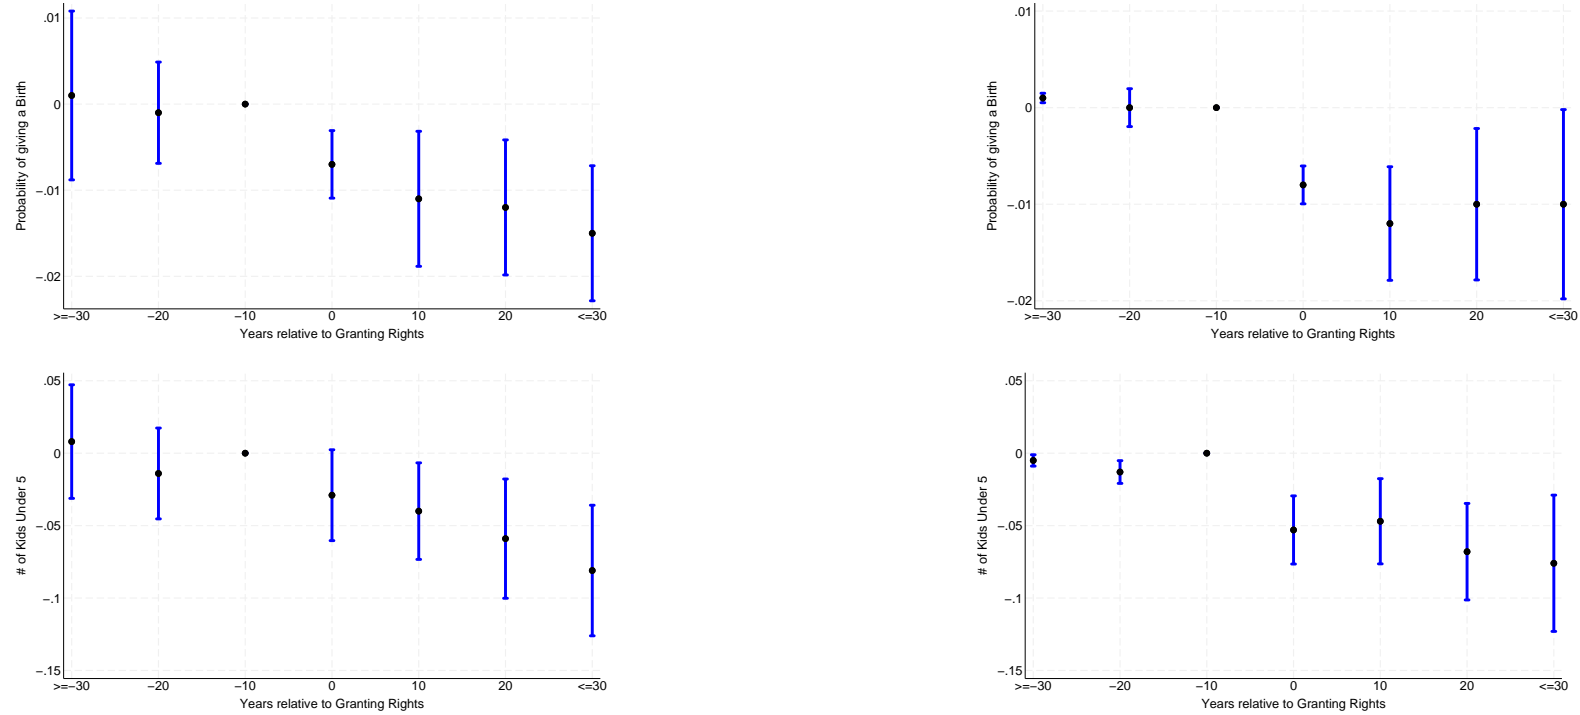 .01
0
−.01
−.02
Probability of giving a Birth
>=−30 −20 −10 0 10 20 <=30
Years relative to Granting Rights
.01
0
−.01
−.02
Probability of giving a Birth
>=−30 −20 −10 0 10 20 <=30
Years relative to Granting Rights
.05
0
−.05
−.1
−.15
# of Kids Under 5
>=−30 −20 −10 0 10 20 <=30
Years relative to Granting Rights
.05
0
−.05
−.1
−.15
# of Kids Under 5
>=−30 −20 −10 0 10 20 <=30
Years relative to Granting Rights